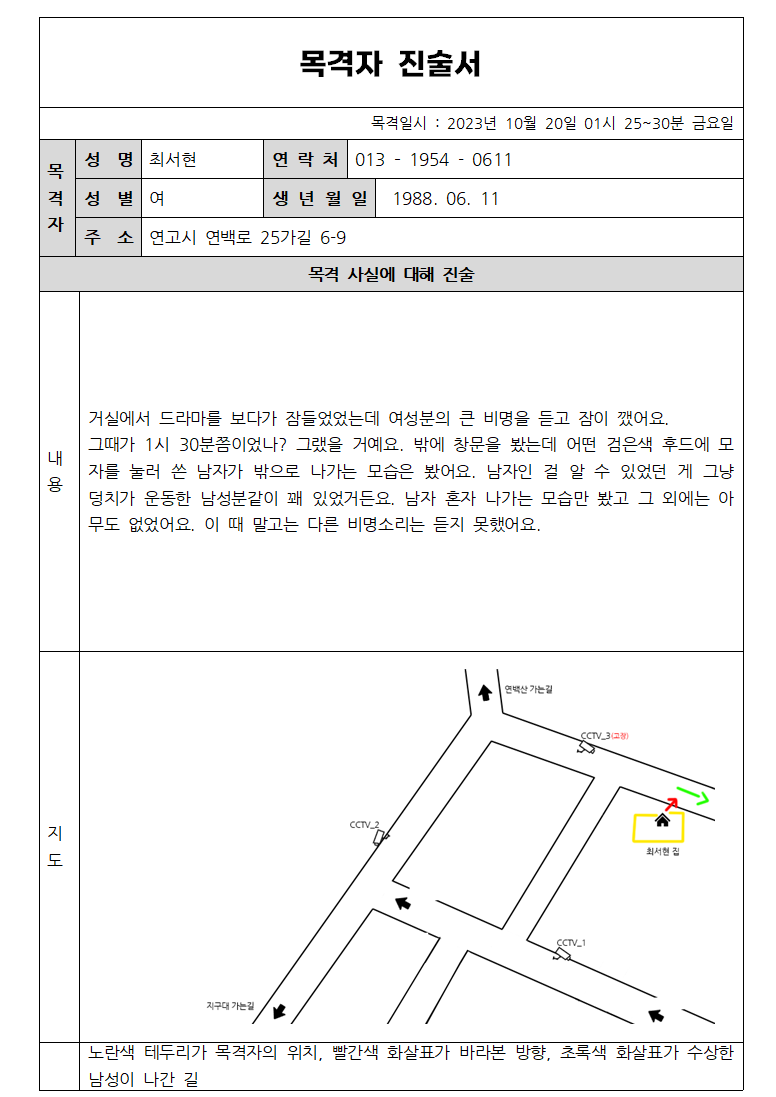 목격자 진술서
목격일시 : 2023년 10월 20일 01시 25~30분 금요일
목격자
성 명 최서현 연 락 처 013 - 1954 - 0611
성 별 여 생 년 월 일 1988. 06. 11
주 소 연고시 연백로 25가길 6-9
목격 사실에 대해 진술
내용
거실에서 드라마를 보다가 잠들었었는데 여성분의 큰 비명을 듣고 잠이 깼어요.
그때가 1시 30분쯤이었나? 그랬을 거예요. 밖에 창문을 봤는데 어떤 검은색 후드에 모
자를 눌러 쓴 남자가 밖으로 나가는 모습은 봤어요. 남자인 걸 알 수 있었던 게 그냥
덩치가 운동한 남성분같이 꽤 있었거든요. 남자 혼자 나가는 모습만 봤고 그 외에는 아
무도 없었어요. 이 때 말고는 다른 비명소리는 듣지 못했어요.
지도
연백산 가는길
CCTV_3(고장)
CCTV_2
최서현 집
CCTV_1
지구대 가는길
노란색 테두리가 목격자의 위치, 빨간색 화살표가 바라본 방향, 초록색 화살표가 수상한
남성이 나간 길